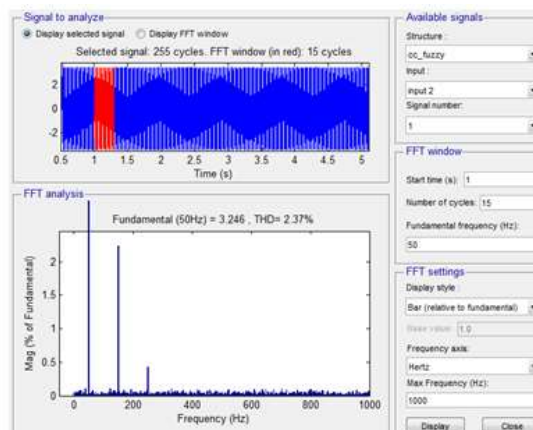 Signal to analyze
Display selected signal Display FFT window
Selected signal: 255 cycles. FFT window (in red): 15 cycles
2
0
-2
0.5 1 1.5 2 2.5 3 3.5 4 4.5 5
Time (s)
FFT analysis
Fundamental (50Hz) = 3.246 , THD= 2.37%
2
1.5
1
0.5
0
Mag (% of Fundamental)
0 200 400 600 800 1000
Frequency (Hz)
Available signals
Structure :
cc_fuzzy
Input :
input 2
Signal number:
1
FFT window
Start time (s): 1
Number of cycles: 15
Fundamental frequency (Hz):
50
FFT settings
Display style :
Bar (relative to fundamental)
Base value: 1.0
Frequency axis:
Hertz
Max Frequency (Hz):
1000
Display Close